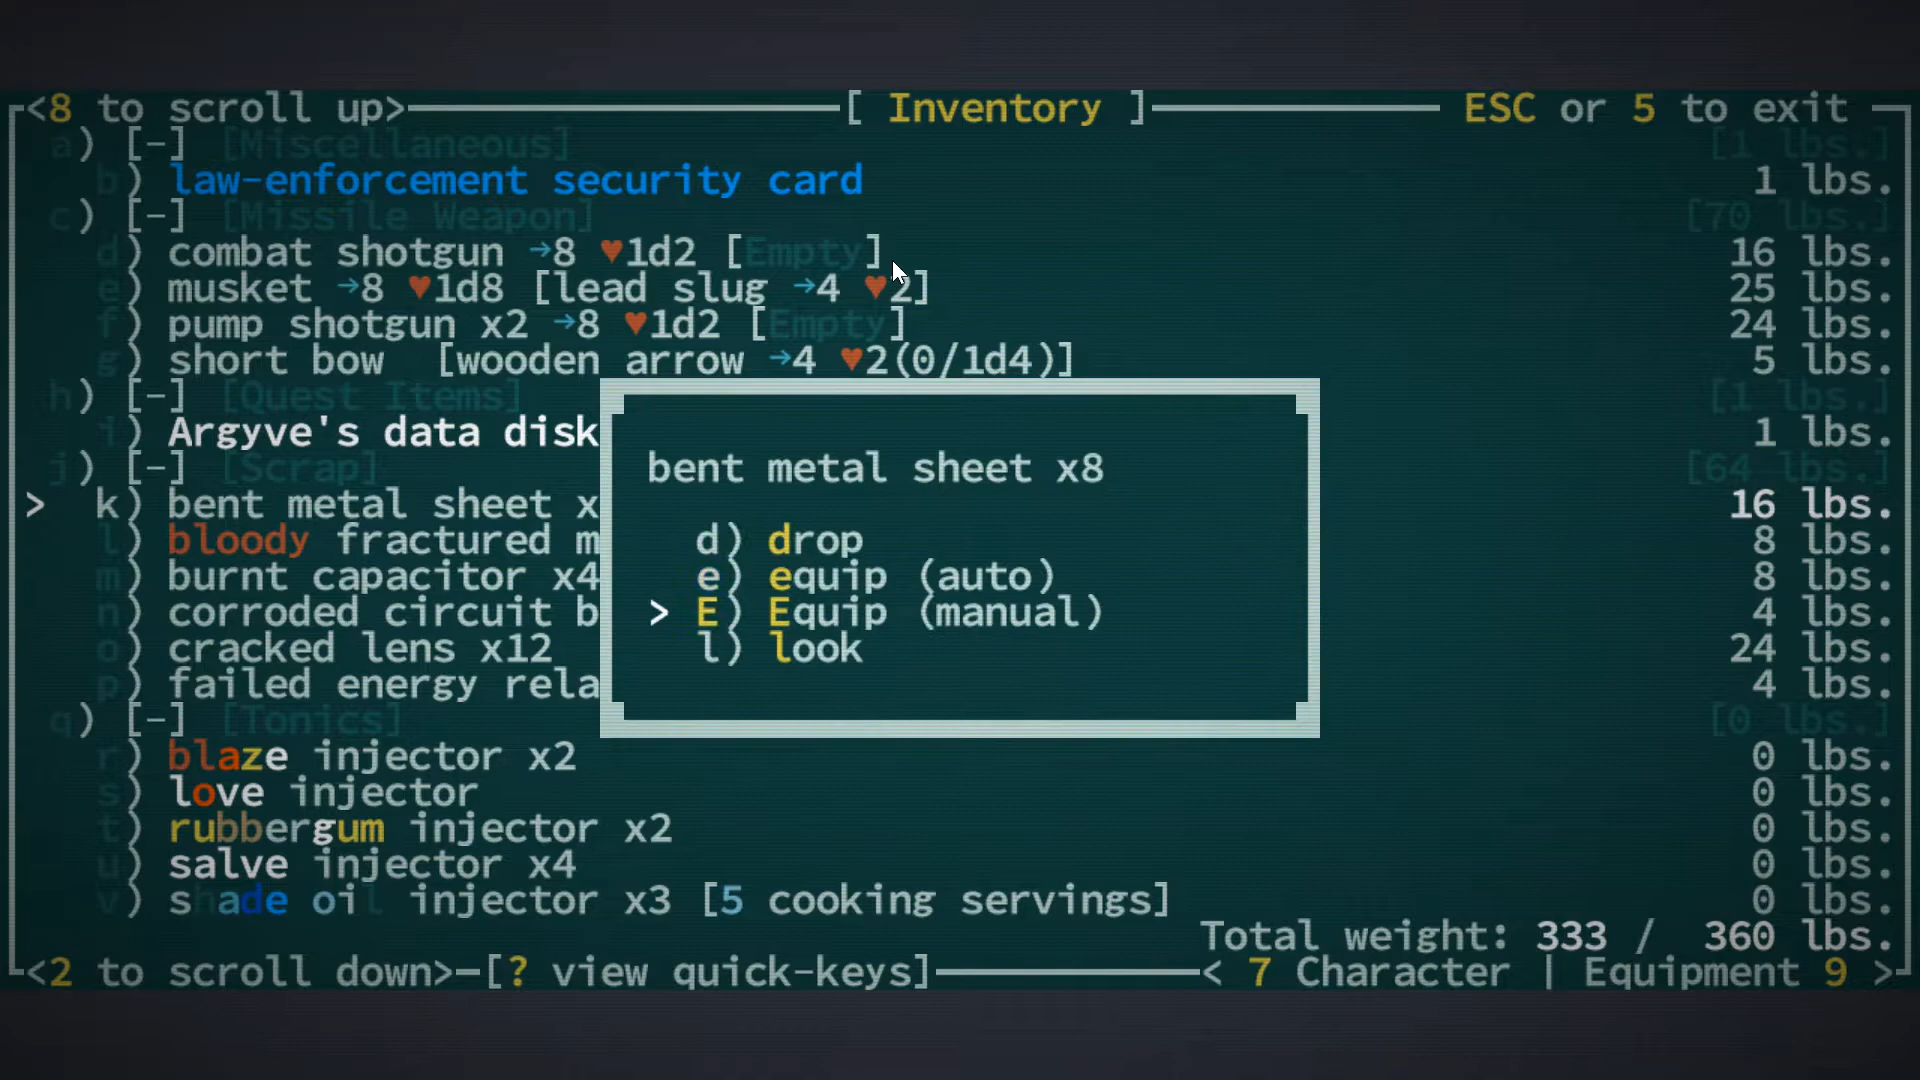 <8 to scroll up> [ Inventory ] ESC or 5 to exit
a) [-] [Miscellaneous] [1 lbs.]
b) law-enforcement security card 1 lbs.
c) [-] [Missile Weapon] [70 lbs.]
d) combat shotgun →8 ♥1d2 [Empty] 16 lbs.
e) musket →8 ♥1d8 [lead slug →4 ♥2] 25 lbs.
f) pump shotgun x2 →8 ♥1d2 [Empty] 24 lbs.
g) short bow [wooden arrow →4 ♥2(0/1d4)] 5 lbs.
h) [-] [Quest Items] [1 lbs.]
i) Argyve's data disk 1 lbs.
j) [-] [Scrap] [64 lbs.]
> k) bent metal sheet x 16 lbs.
l) bloody fractured m 8 lbs.
m) burnt capacitor x4 8 lbs.
n) corroded circuit b 4 lbs.
o) cracked lens x12 24 lbs.
p) failed energy rela 4 lbs.
q) [-] [Tonics] [0 lbs.]
r) blaze injector x2 0 lbs.
s) love injector 0 lbs.
t) rubbergum injector x2 0 lbs.
u) salve injector x4 0 lbs.
v) shade oil injector x3 [5 cooking servings] 0 lbs.
Total weight: 333 / 360 lbs.
<2 to scroll down> [? view quick-keys] < 7 Character | Equipment 9 >
bent metal sheet x8
d) drop
e) equip (auto)
> E) Equip (manual)
l) look